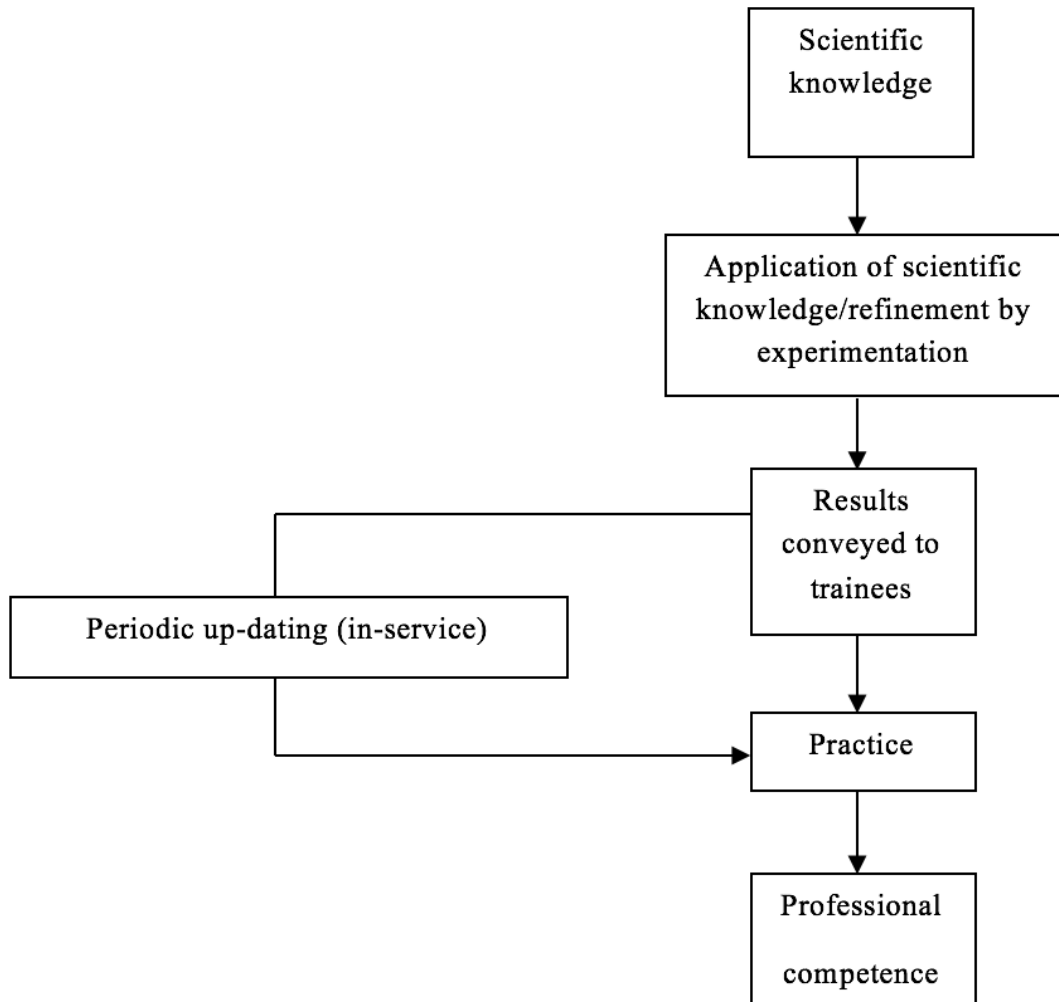 Scientific
knowledge
Application of scientific
knowledge/refinement by
experimentation
Results
conveyed to
trainees
Periodic up-dating (in-service)
Practice
Professional
competence